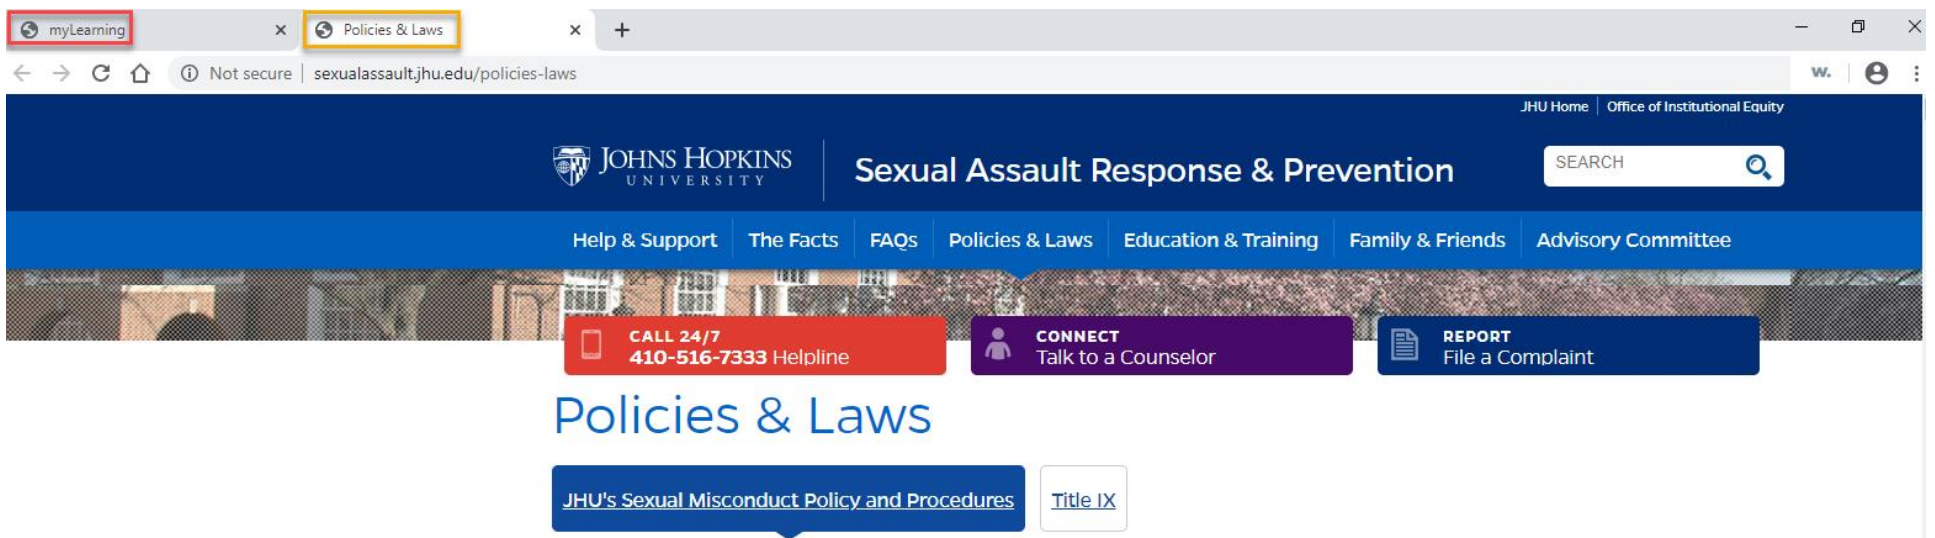 myLearning
Policies & Laws
Not secure | sexualassault.jhu.edu/policies-laws
w.
JHU Home | Office of Institutional Equity
JOHNS HOPKINS
UNIVERSITY
Sexual Assault Response & Prevention
SEARCH
Help & Support
The Facts
FAQs
Policies & Laws
Education & Training
Family & Friends
Advisory Committee
CALL 24/7
410-516-7333 Helpline
CONNECT
Talk to a Counselor
REPORT
File a Complaint
Policies & Laws
JHU's Sexual Misconduct Policy and Procedures
Title IX